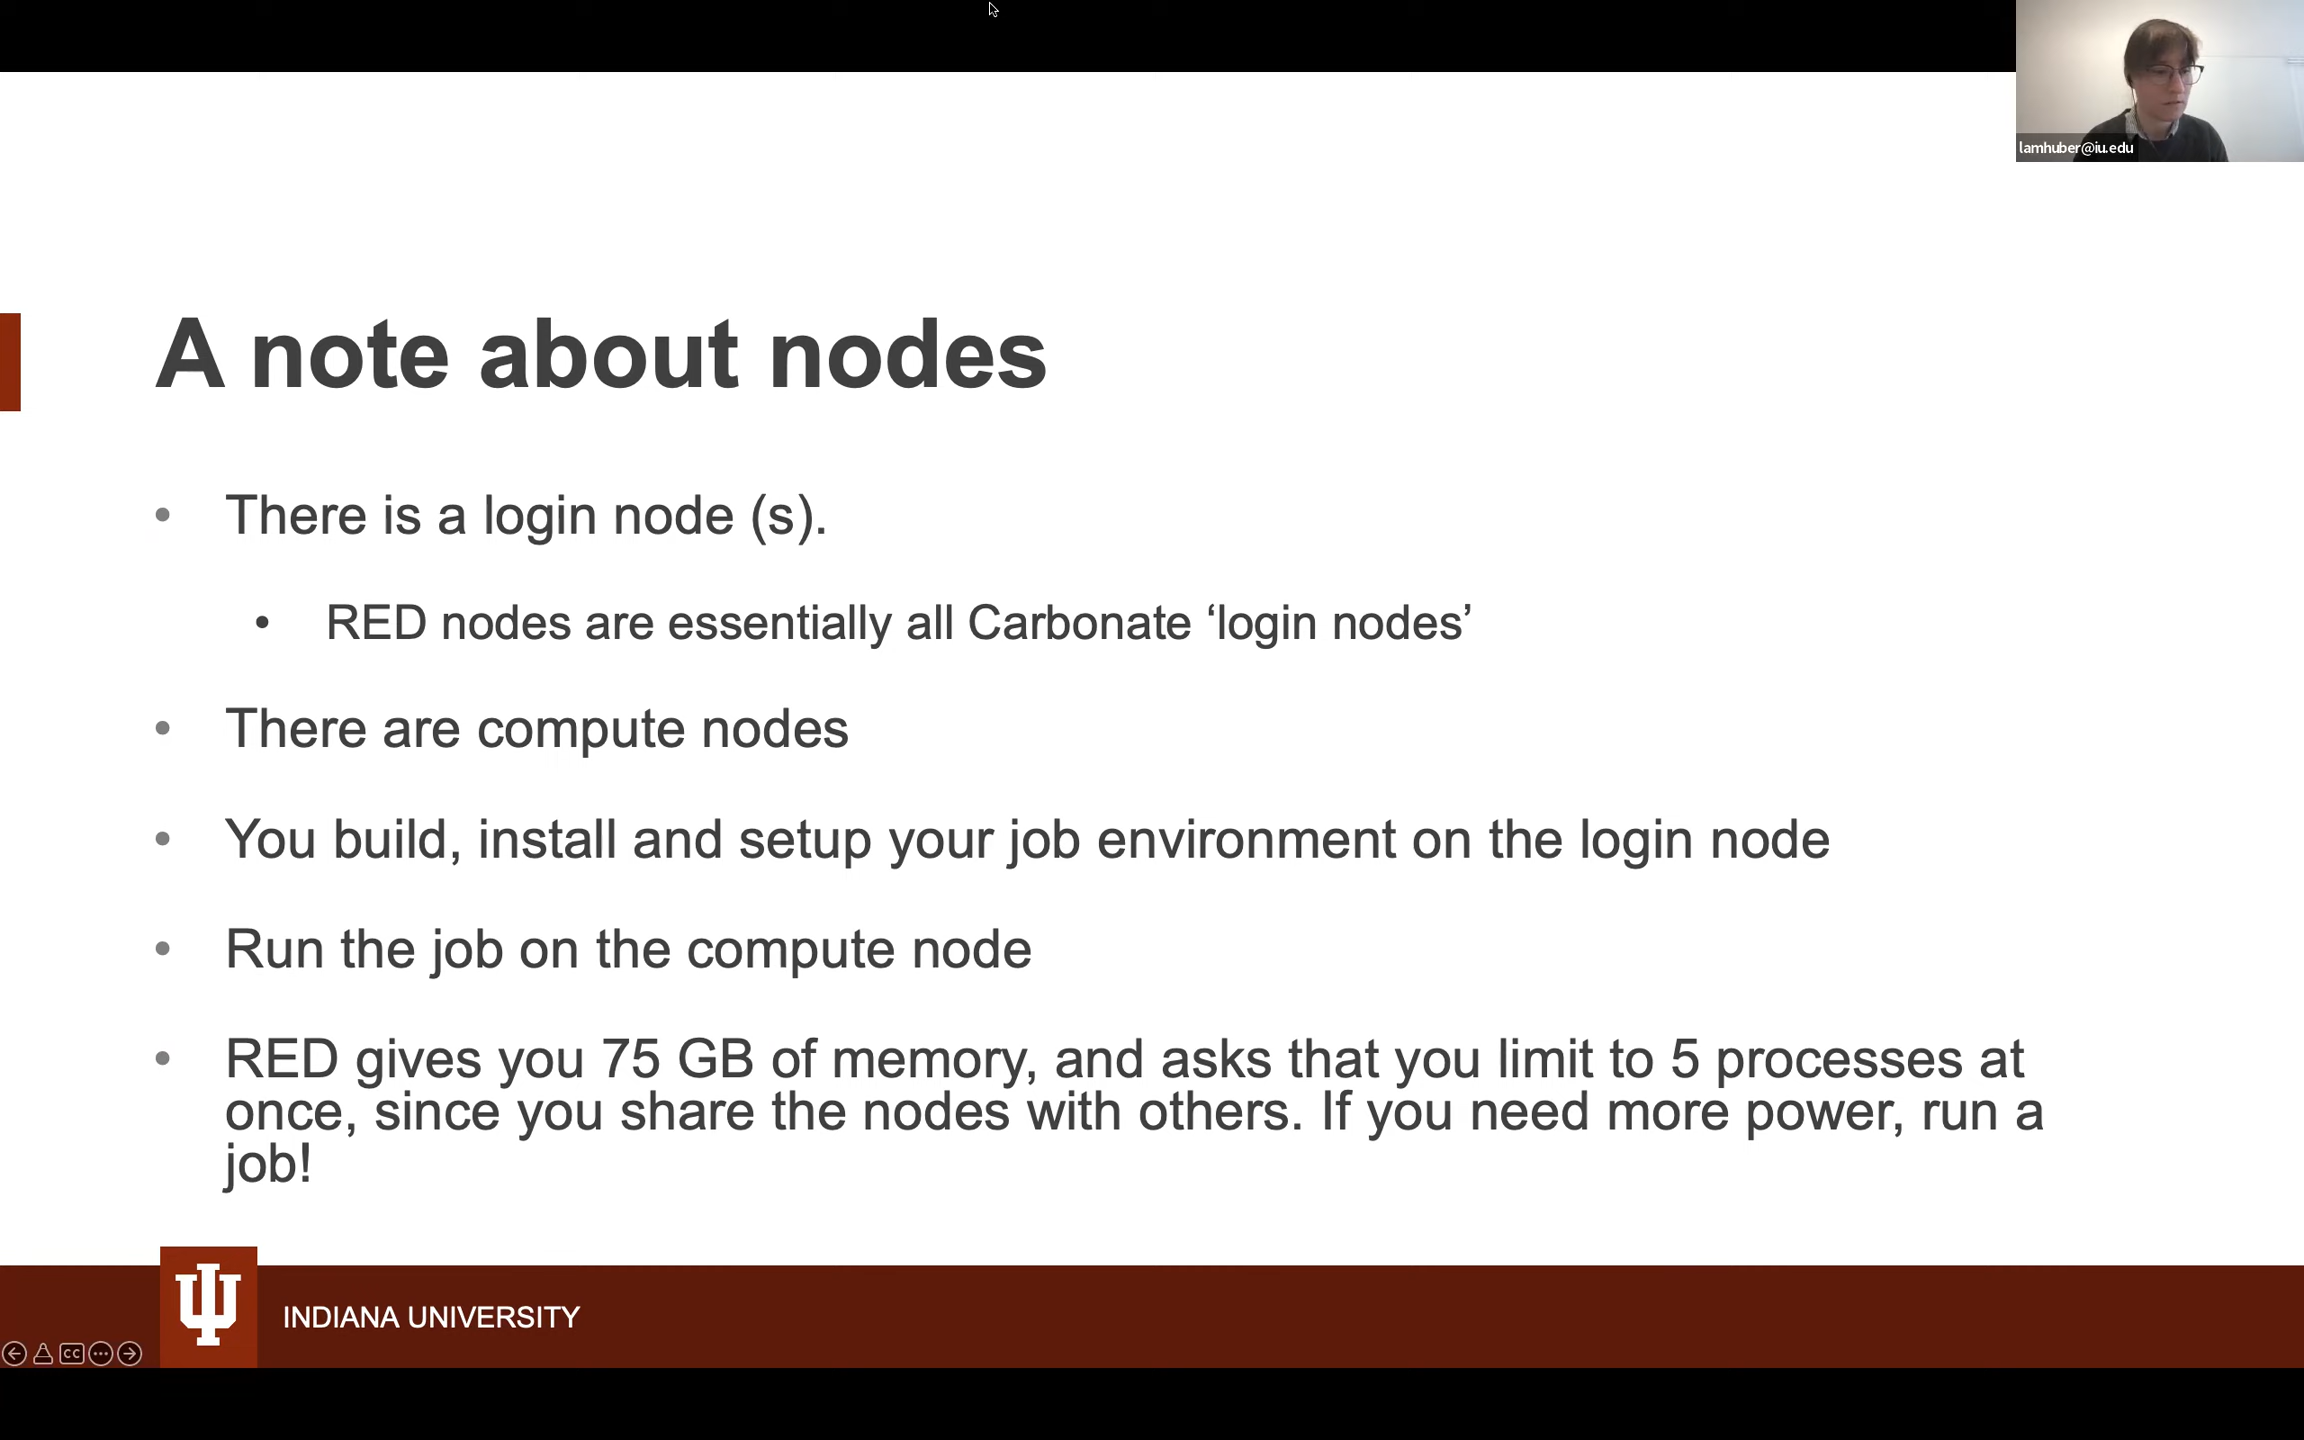 lamhuber@iu.edu
A note about nodes
• There is a login node (s).
• RED nodes are essentially all Carbonate ‘login nodes’
• There are compute nodes
• You build, install and setup your job environment on the login node
• Run the job on the compute node
• RED gives you 75 GB of memory, and asks that you limit to 5 processes at
once, since you share the nodes with others. If you need more power, run a
job!
INDIANA UNIVERSITY
CC